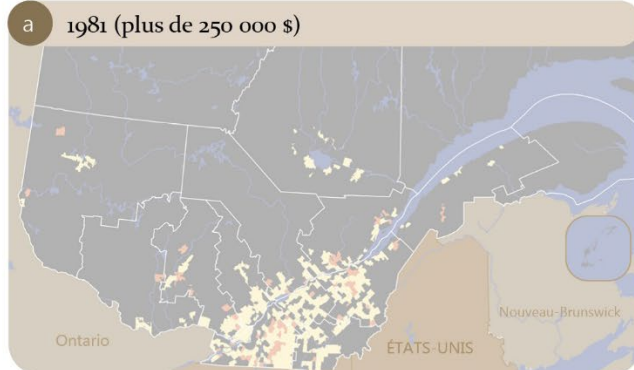 a
1981 (plus de 250 000 $)
Ontario
ÉTATS-UNIS
Nouveau-Brunswick